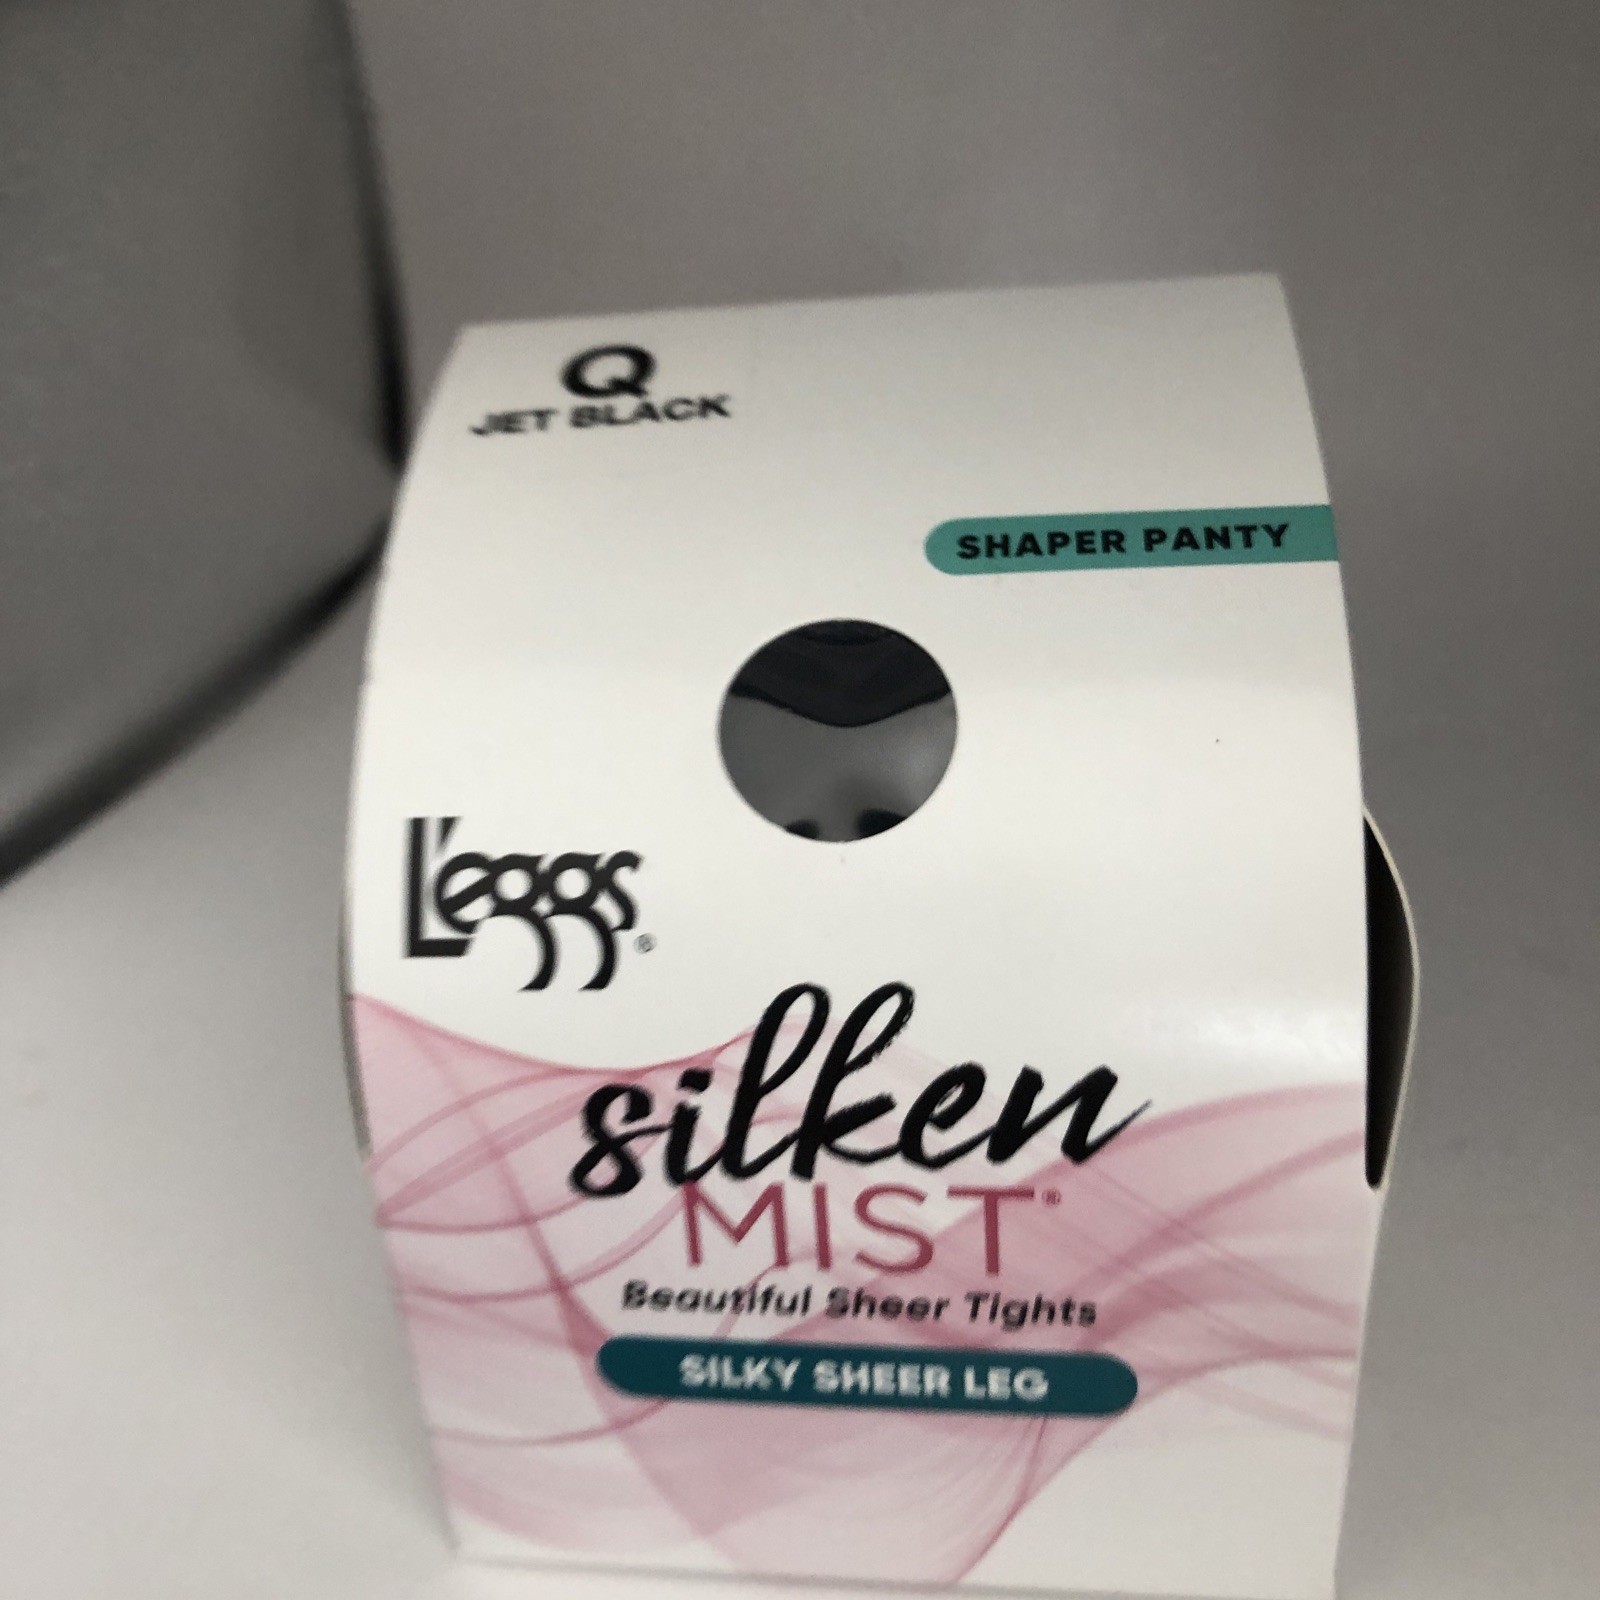 Q
JET BLACK
SHAPER PANTY
L'eggs®
silken
MIST®
Beautiful Sheer Tights
SILKY SHEER LEG